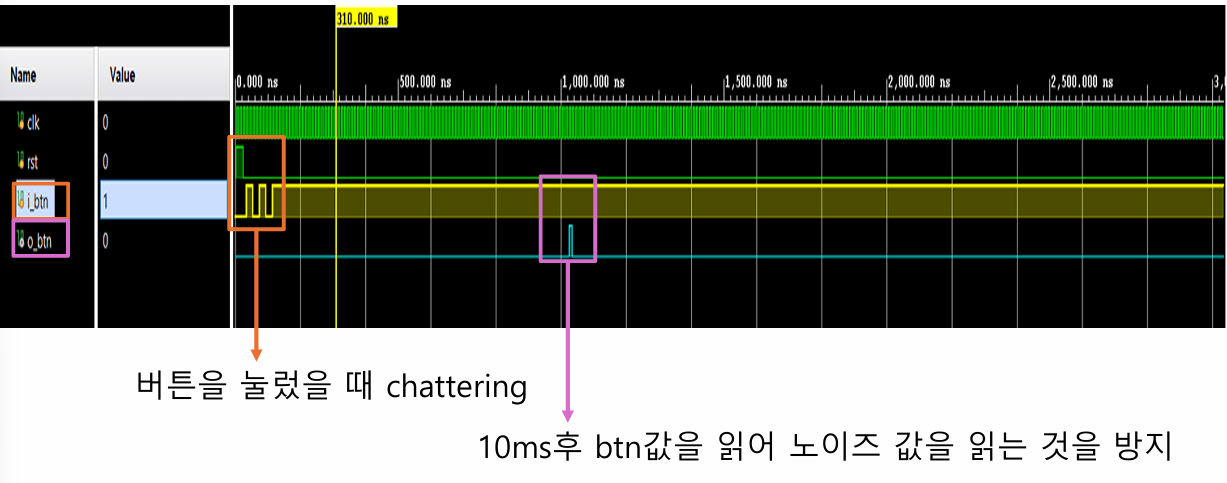 310.000 ns
Name Value
0.000 ns 500.000 ns 1,000.000 ns 1,500.000 ns 2,000.000 ns 2,500.000 ns 3,
clk 0
rst 0
i_btn 1
o_btn 0
버튼을 눌렀을 때 chattering
10ms후 btn값을 읽어 노이즈 값을 읽는 것을 방지